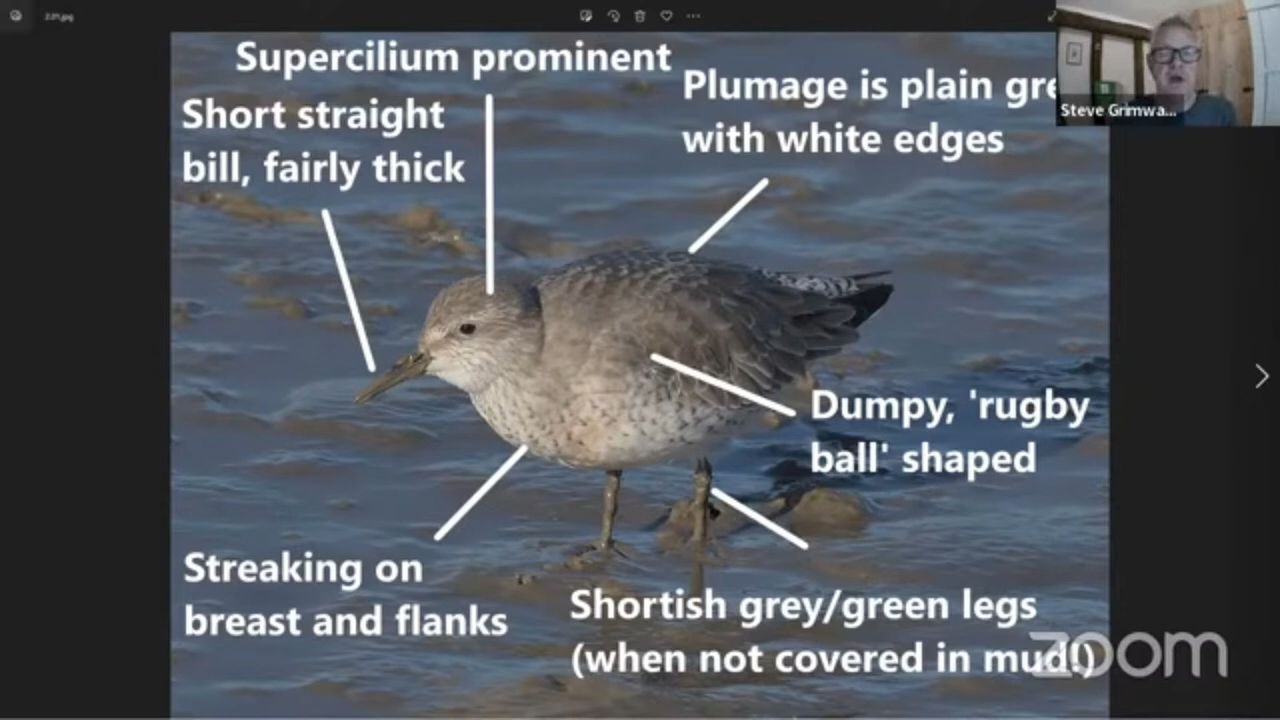 Supercilium prominent
Short straight
bill, fairly thick
Plumage is plain gre
with white edges
Steve Grimwa...
Dumpy, 'rugby
ball' shaped
Streaking on
breast and flanks
Shortish grey/green legs
(when not covered in mud!)
zoom